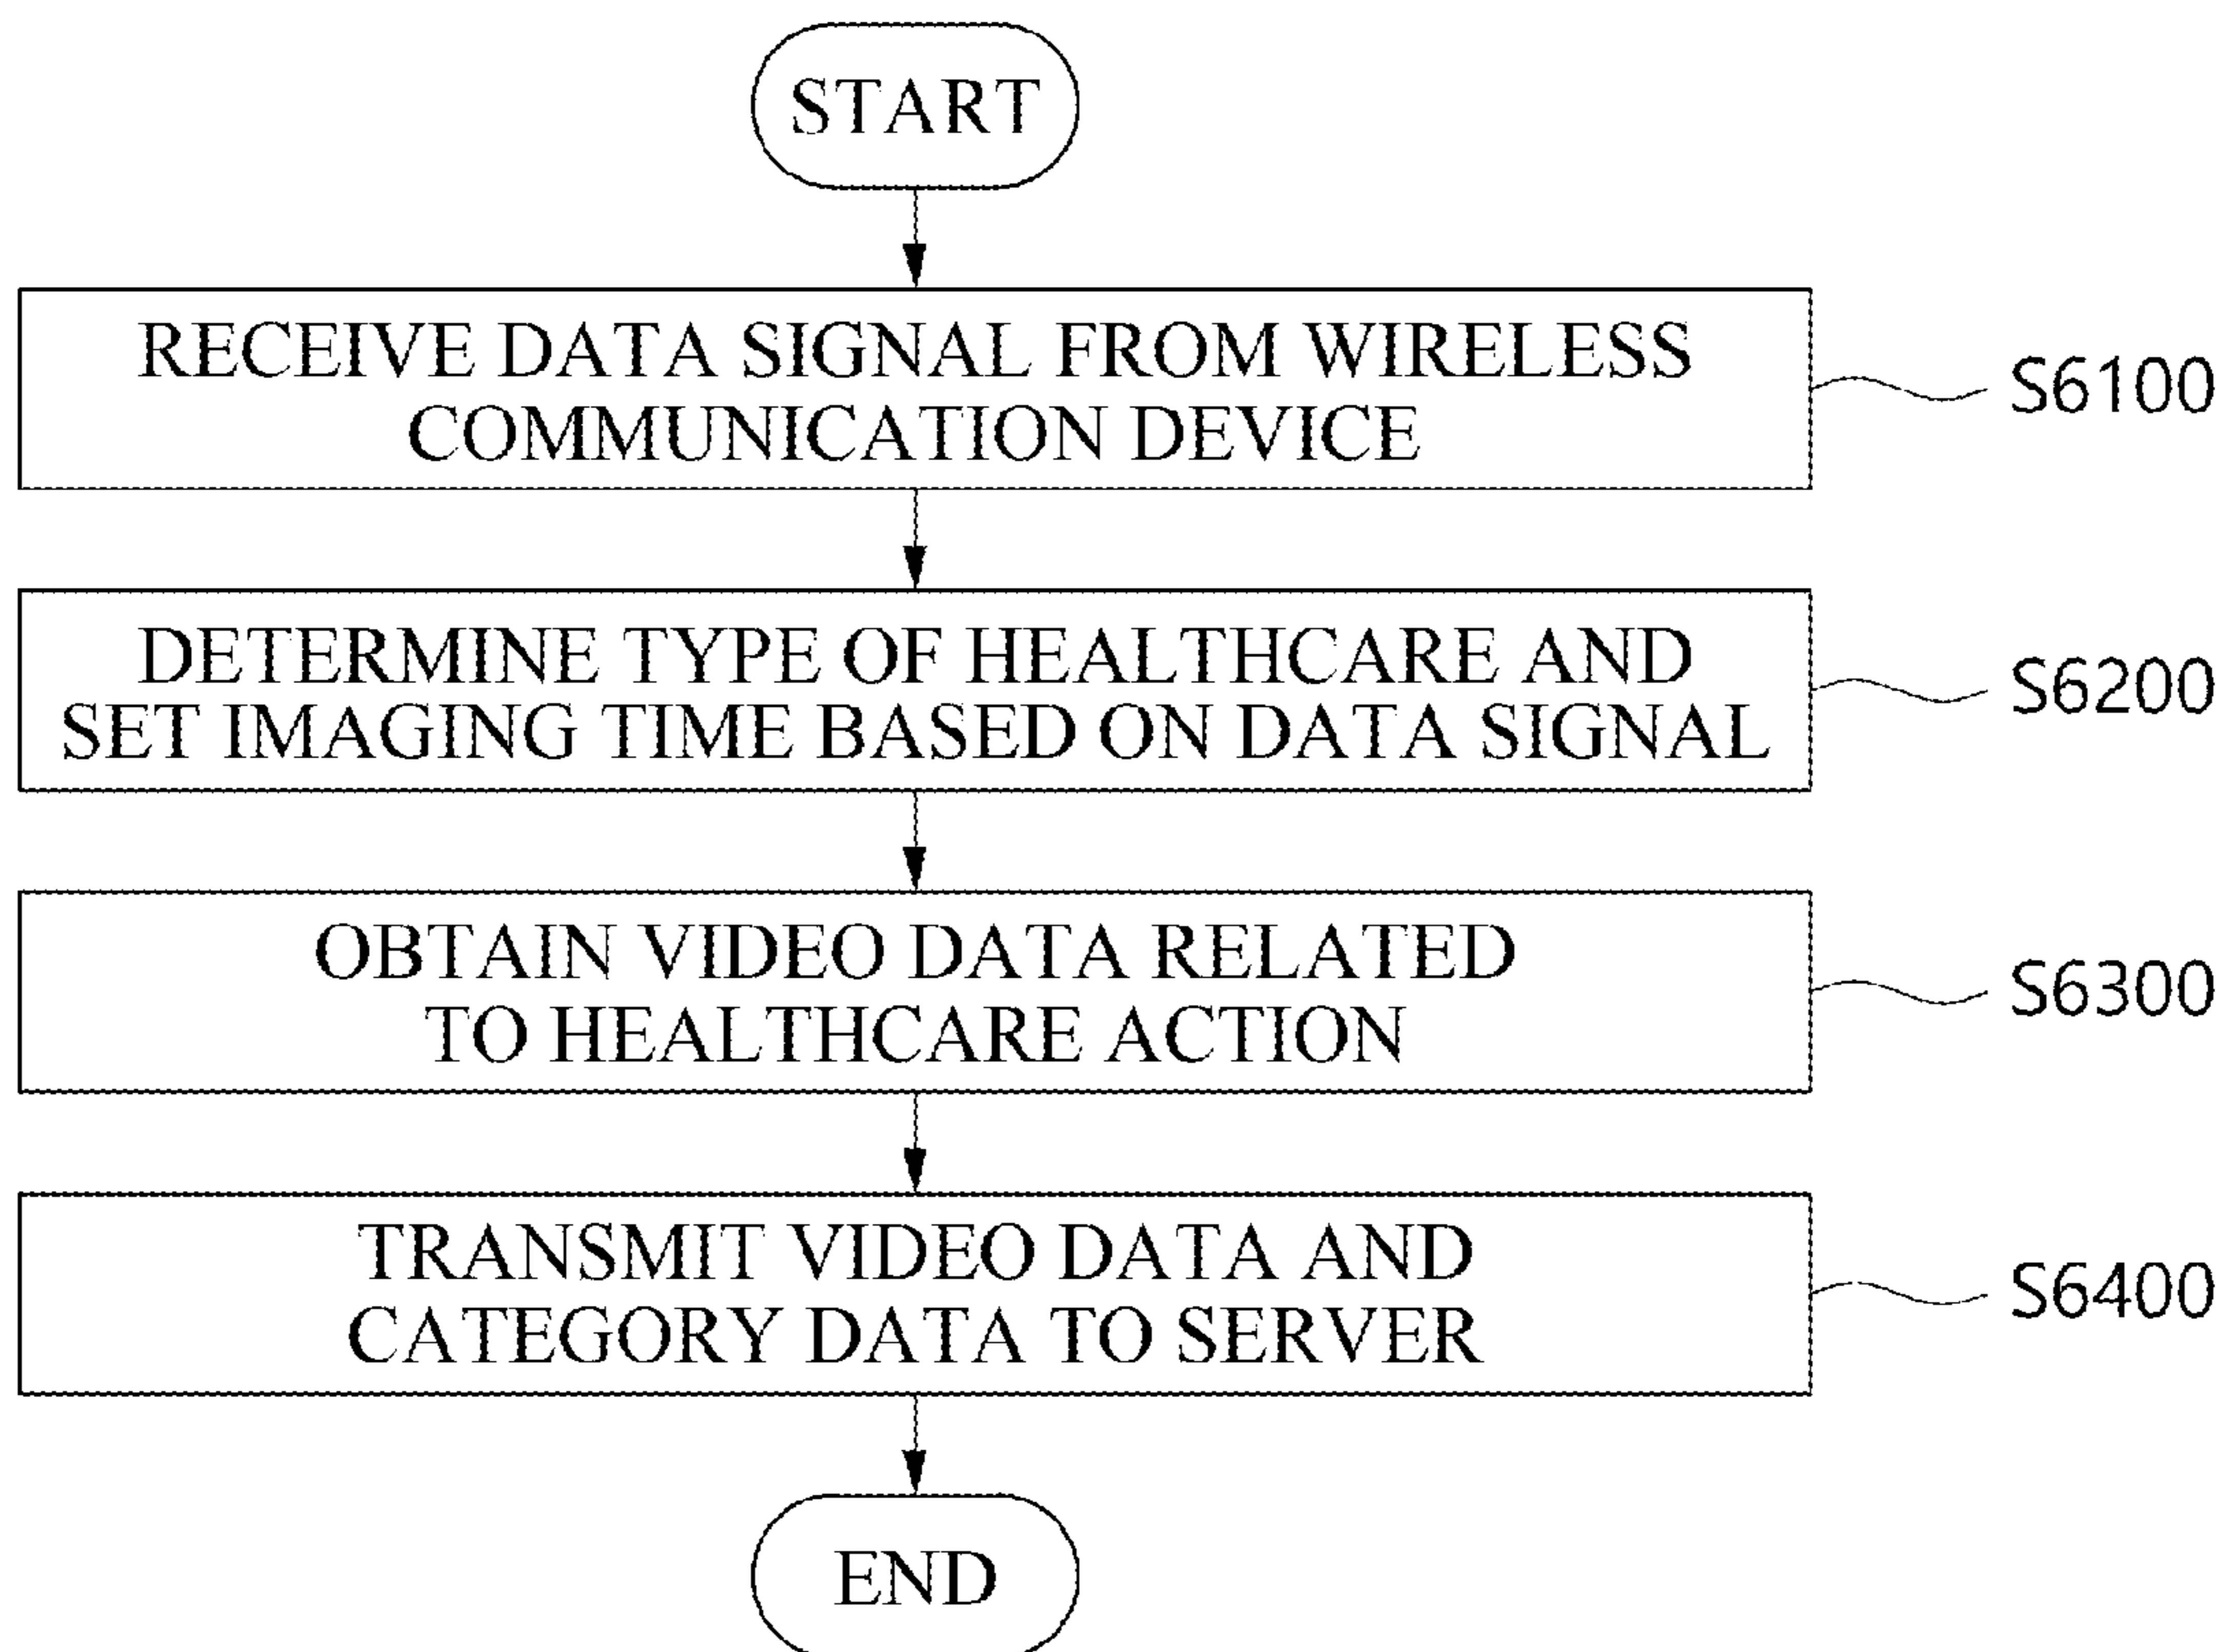 START
RECEIVE DATA SIGNAL FROM WIRELESS
COMMUNICATION DEVICE
S6100
DETERMINE TYPE OF HEALTHCARE AND
SET IMAGING TIME BASED ON DATA SIGNAL
S6200
OBTAIN VIDEO DATA RELATED
TO HEALTHCARE ACTION
S6300
TRANSMIT VIDEO DATA AND
CATEGORY DATA TO SERVER
S6400
END